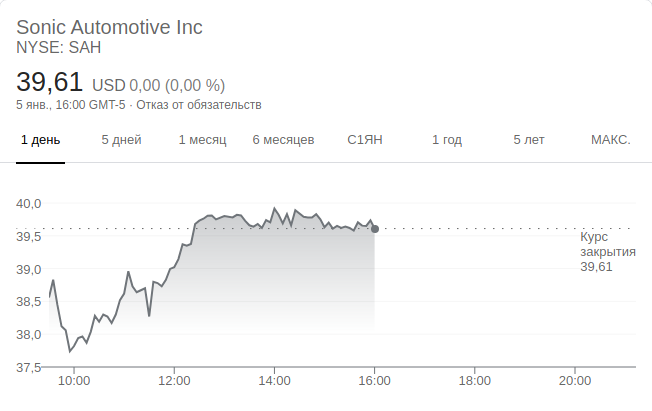 Sonic Automotive Inc
NYSE: SAH
39,61 USD 0,00 (0,00 %)
5 янв., 16:00 GMT-5 · Отказ от обязательств
1 день 5 дней 1 месяц 6 месяцев С1ЯН 1 год 5 лет МАКС.
40,0
39,5
Курс
закрытия
39,61
39,0
38,5
38,0
37,5
10:00 12:00 14:00 16:00 18:00 20:00